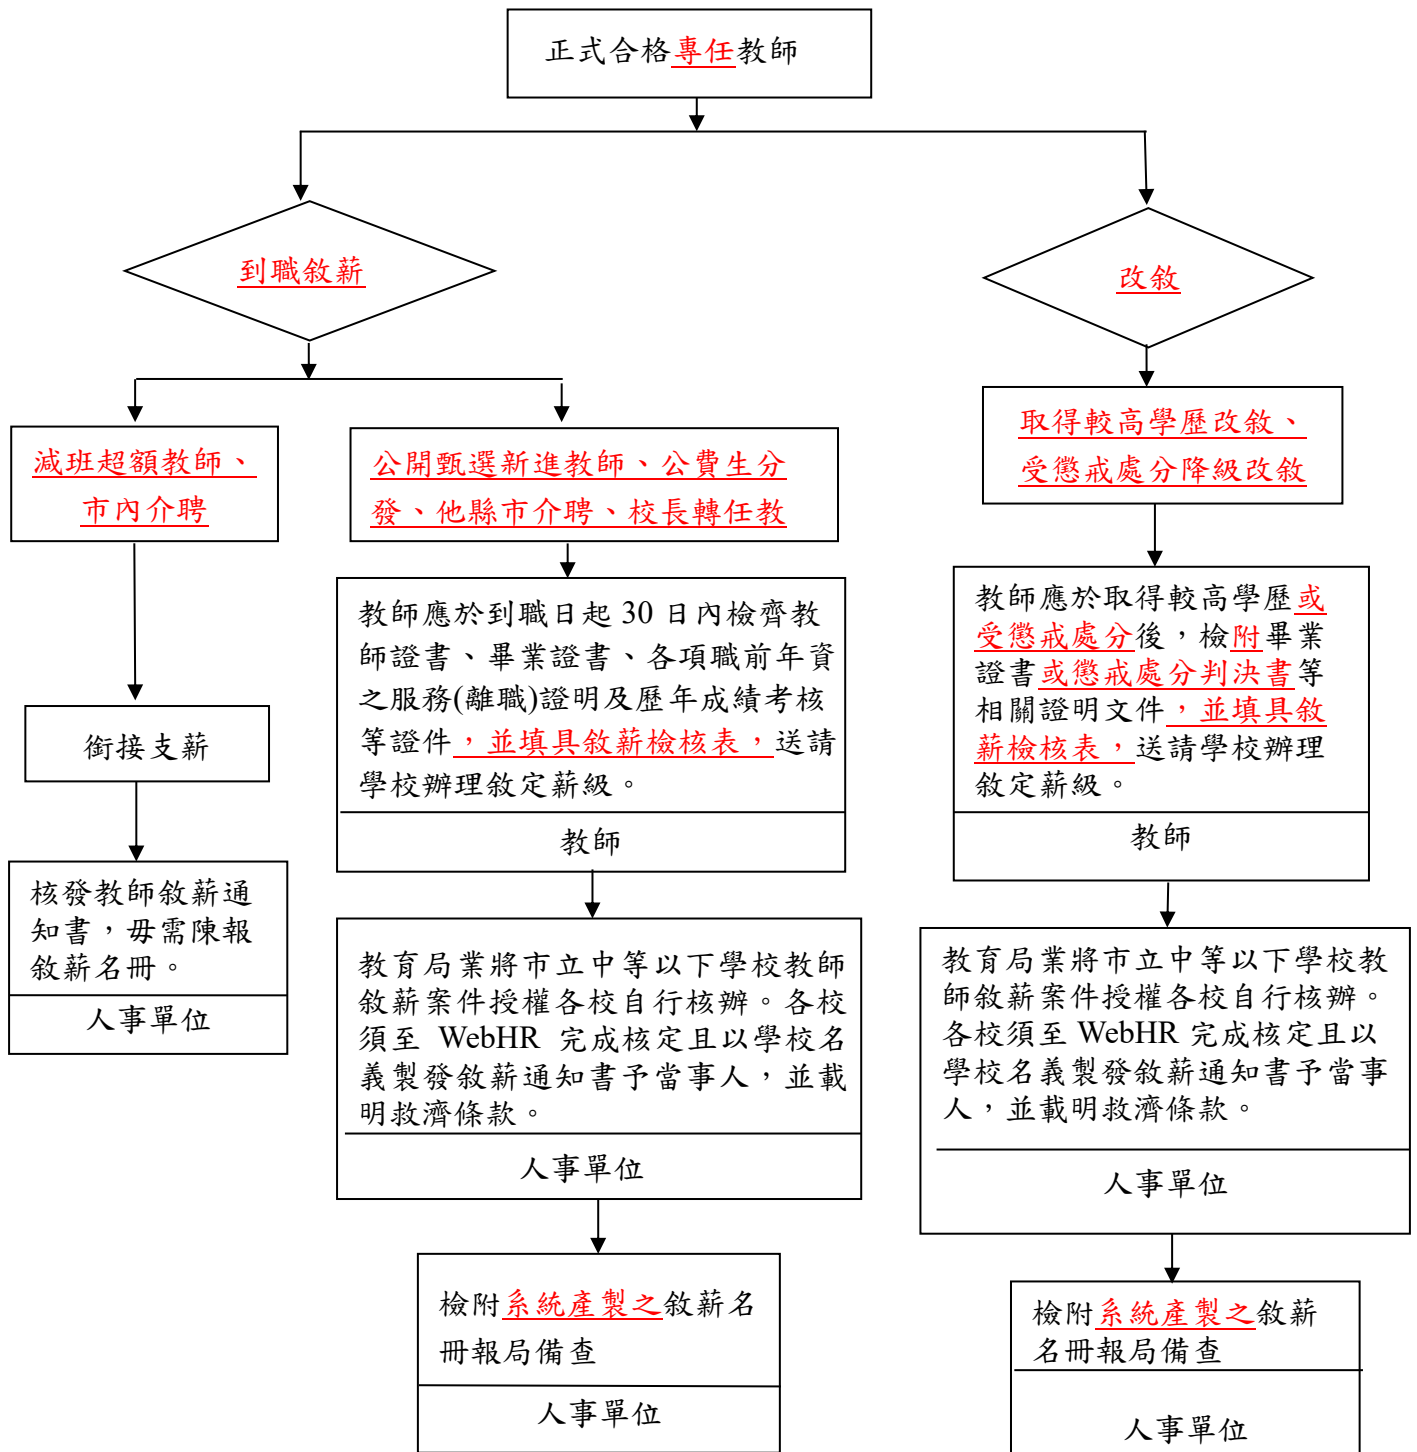 正式合格專任教師
到職敘薪
改敘
減班超額教師、
市內介聘
公開甄選新進教師、公費生分
發、他縣市介聘、校長轉任教
取得較高學歷改敘、
受懲戒處分降級改敘
銜接支薪
核發教師敘薪通
知書，毋需陳報
敘薪名冊。
人事單位
教師應於到職日起 30 日內檢齊教
師證書、畢業證書、各項職前年資
之服務(離職)證明及歷年成績考核
等證件，並填具敘薪檢核表，送請
學校辦理敘定薪級。
教師
教育局業將市立中等以下學校教師
敘薪案件授權各校自行核辦。各校
須至 WebHR 完成核定且以學校名
義製發敘薪通知書予當事人，並載
明救濟條款。
人事單位
檢附系統產製之敘薪名
冊報局備查
人事單位
教師應於取得較高學歷或
受懲戒處分後，檢附畢業
證書或懲戒處分判決書等
相關證明文件，並填具敘
薪檢核表，送請學校辦理
敘定薪級。
教師
教育局業將市立中等以下學校教
師敘薪案件授權各校自行核辦。
各校須至 WebHR 完成核定且以
學校名義製發敘薪通知書予當事
人，並載明救濟條款。
人事單位
檢附系統產製之敘薪
名冊報局備查
人事單位